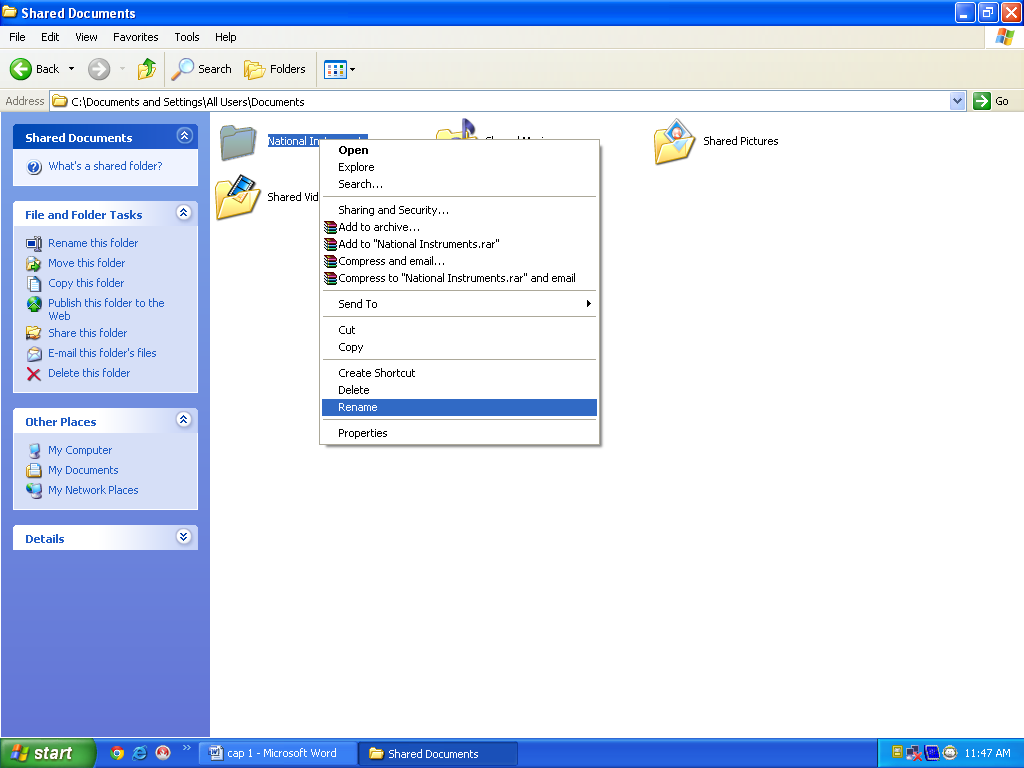 Shared Documents
File Edit View Favorites Tools Help
Back Search Folders
Address C:\Documents and Settings\All Users\Documents Go
Shared Documents
What's a shared folder?
File and Folder Tasks
Rename this folder
Move this folder
Copy this folder
Publish this folder to the
Web
Share this folder
E-mail this folder's files
Delete this folder
Other Places
My Computer
My Documents
My Network Places
Details
National
Shared Pictures
Shared
Open
Explore
Search...
Sharing and Security...
Add to archive...
Add to "National Instruments.rar"
Compress and email...
Compress to "National Instruments.rar" and email
Send To
Cut
Copy
Create Shortcut
Delete
Rename
Properties
start cap 1 - Microsoft Word Shared Documents 11:47 AM